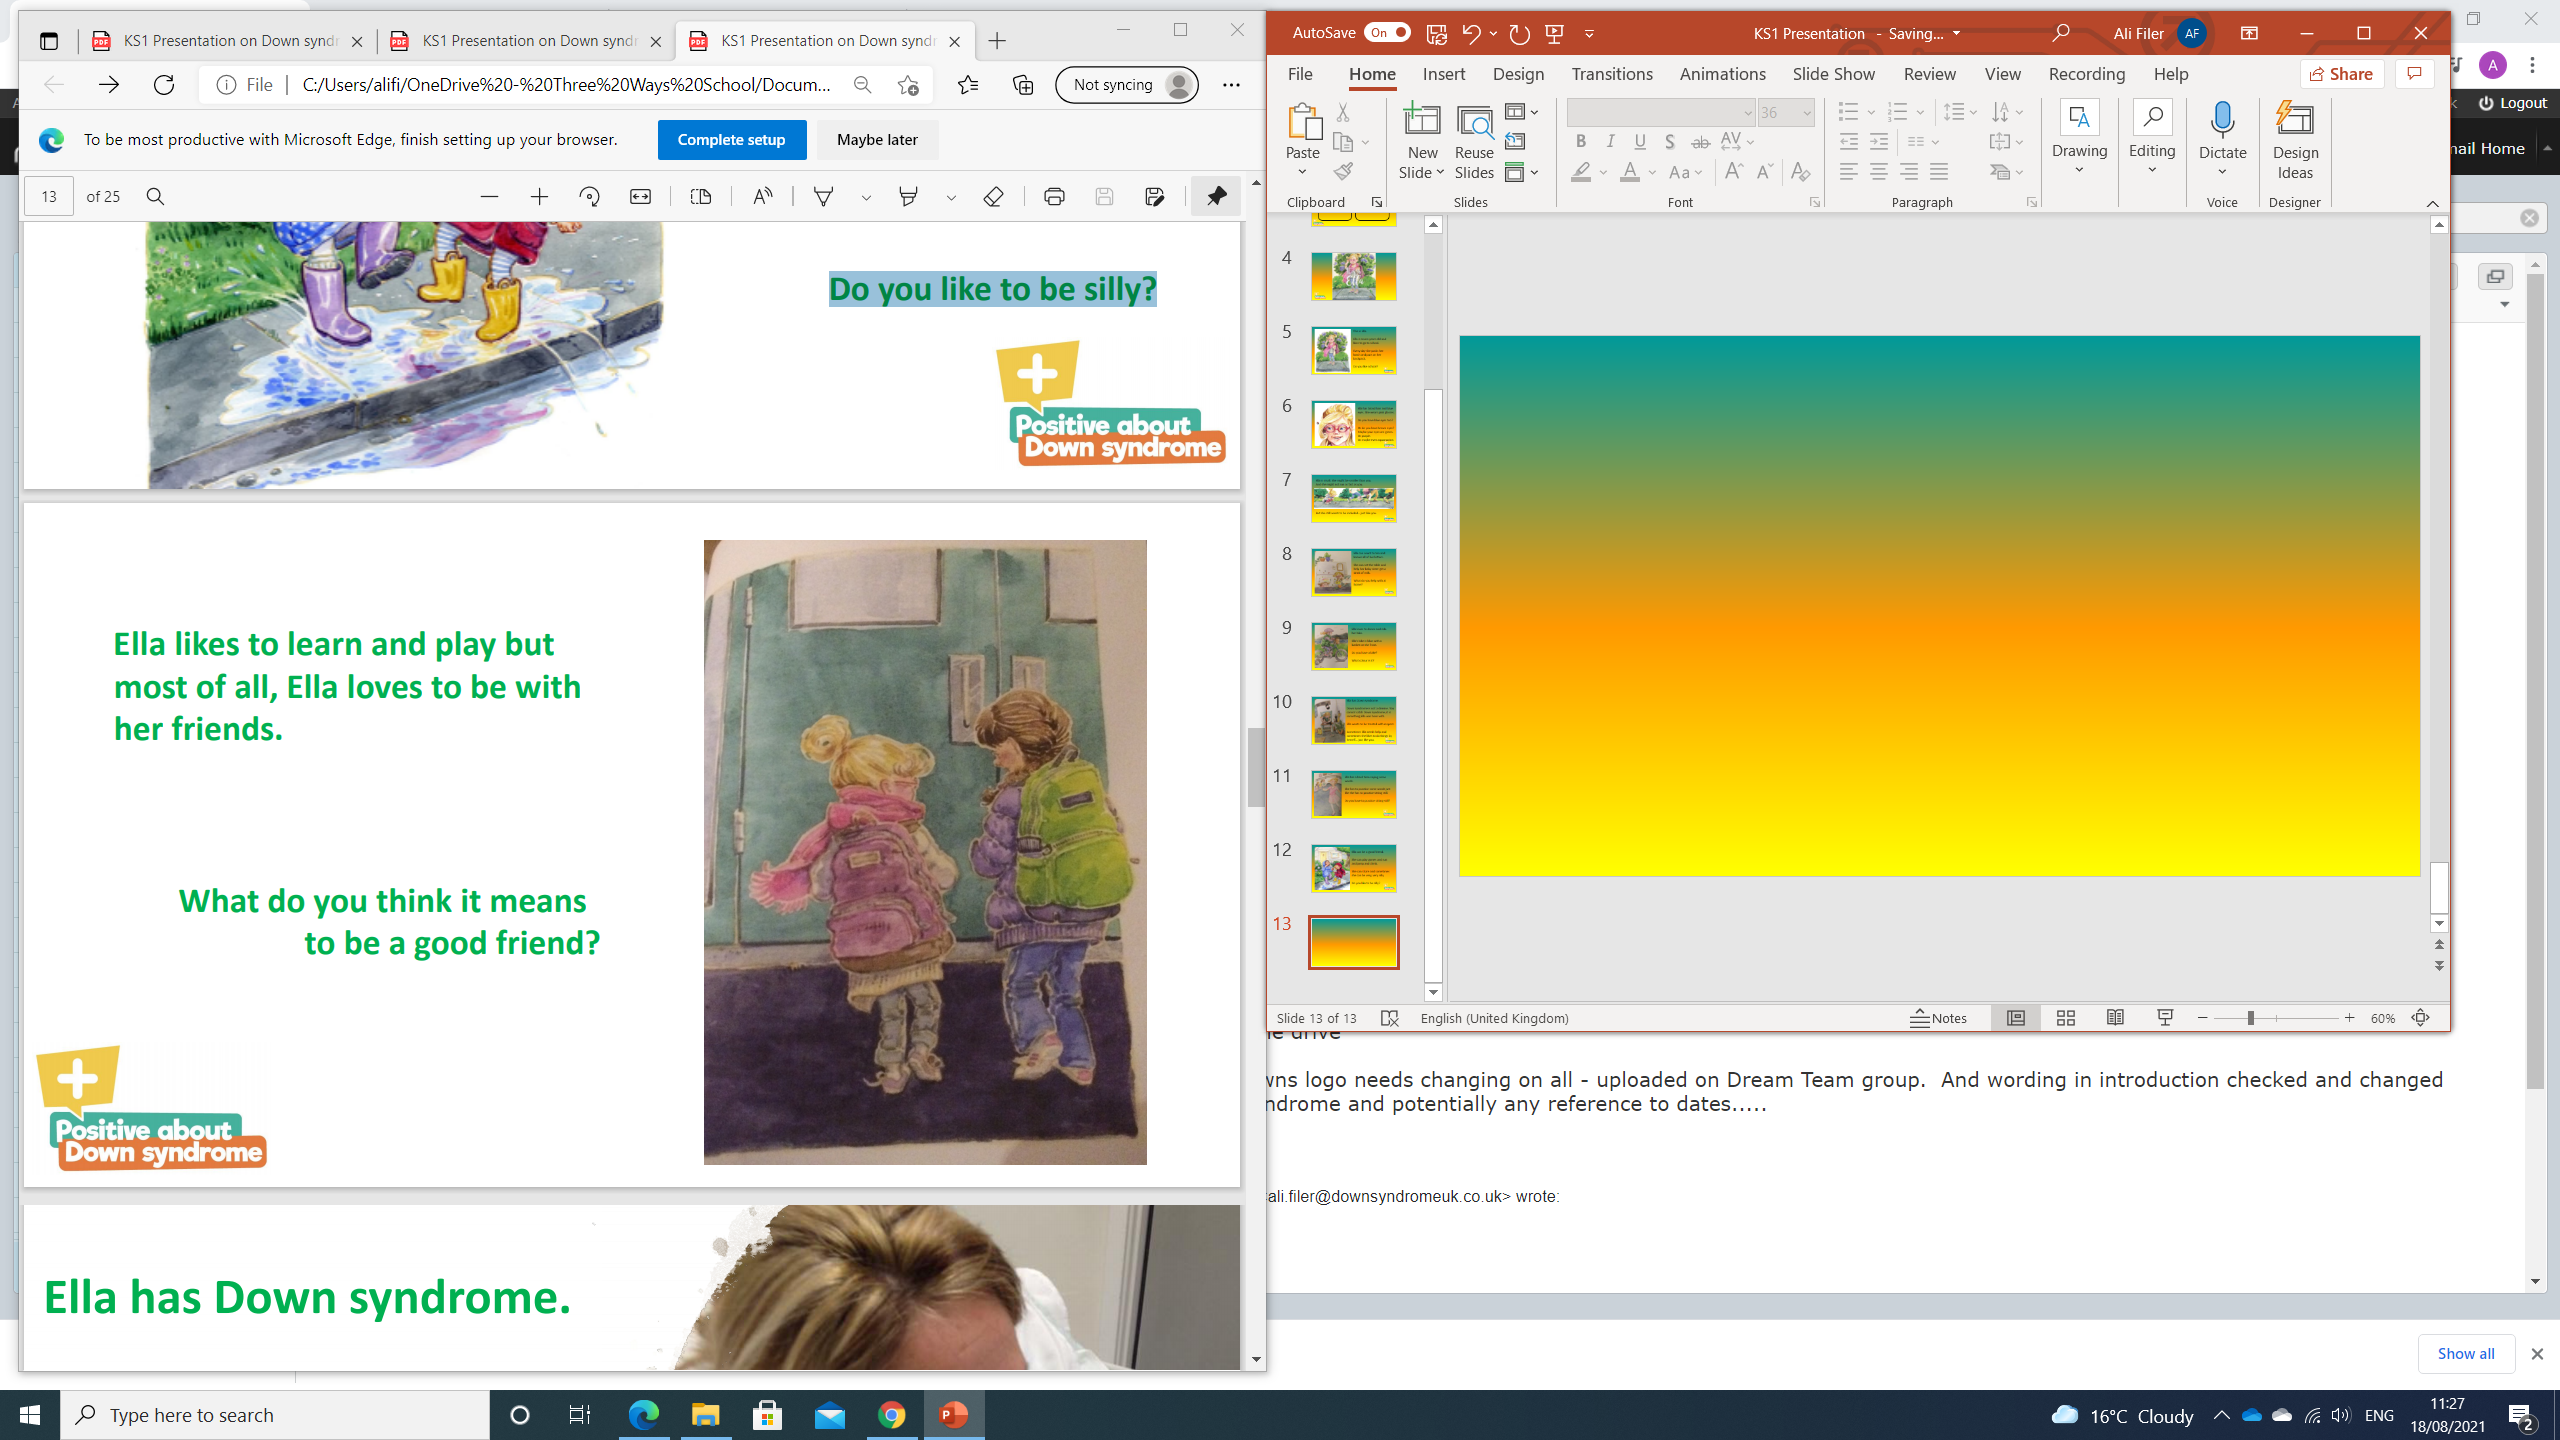 KS1 Presentation on Down syndr
KS1 Presentation on Down syndr
KS1 Presentation on Down syndr
File
C:/Users/alifi/OneDrive%20-%20Three%20Ways%20School/Docum...
Not syncing
To be most productive with Microsoft Edge, finish setting up your browser.
Complete setup
Maybe later
13
of 25
Do you like to be silly?
Positive about
Down syndrome
Ella likes to learn and play but
most of all, Ella loves to be with
her friends.
What do you think it means
to be a good friend?
Positive about
Down syndrome
Ella has Down syndrome.
AutoSave
On
KS1 Presentation - Saving...
Ali Filer
AF
File
Home
Insert
Design
Transitions
Animations
Slide Show
Review
View
Recording
Help
Share
Paste
New
Slide
Reuse
Slides
36
Drawing
Editing
Dictate
Design
Ideas
Clipboard
Slides
Font
Paragraph
Voice
Designer
4
5
6
7
8
9
10
11
12
13
Slide 13 of 13
English (United Kingdom)
Notes
60%
A
Logout
nail Home
ne drive
wns logo needs changing on all - uploaded on Dream Team group. And wording in introduction checked and changed
ndrome and potentially any reference to dates.....
ali.filer@downsyndromeuk.co.uk> wrote:
Show all
Type here to search
16°C Cloudy
ENG
11:27
18/08/2021
2